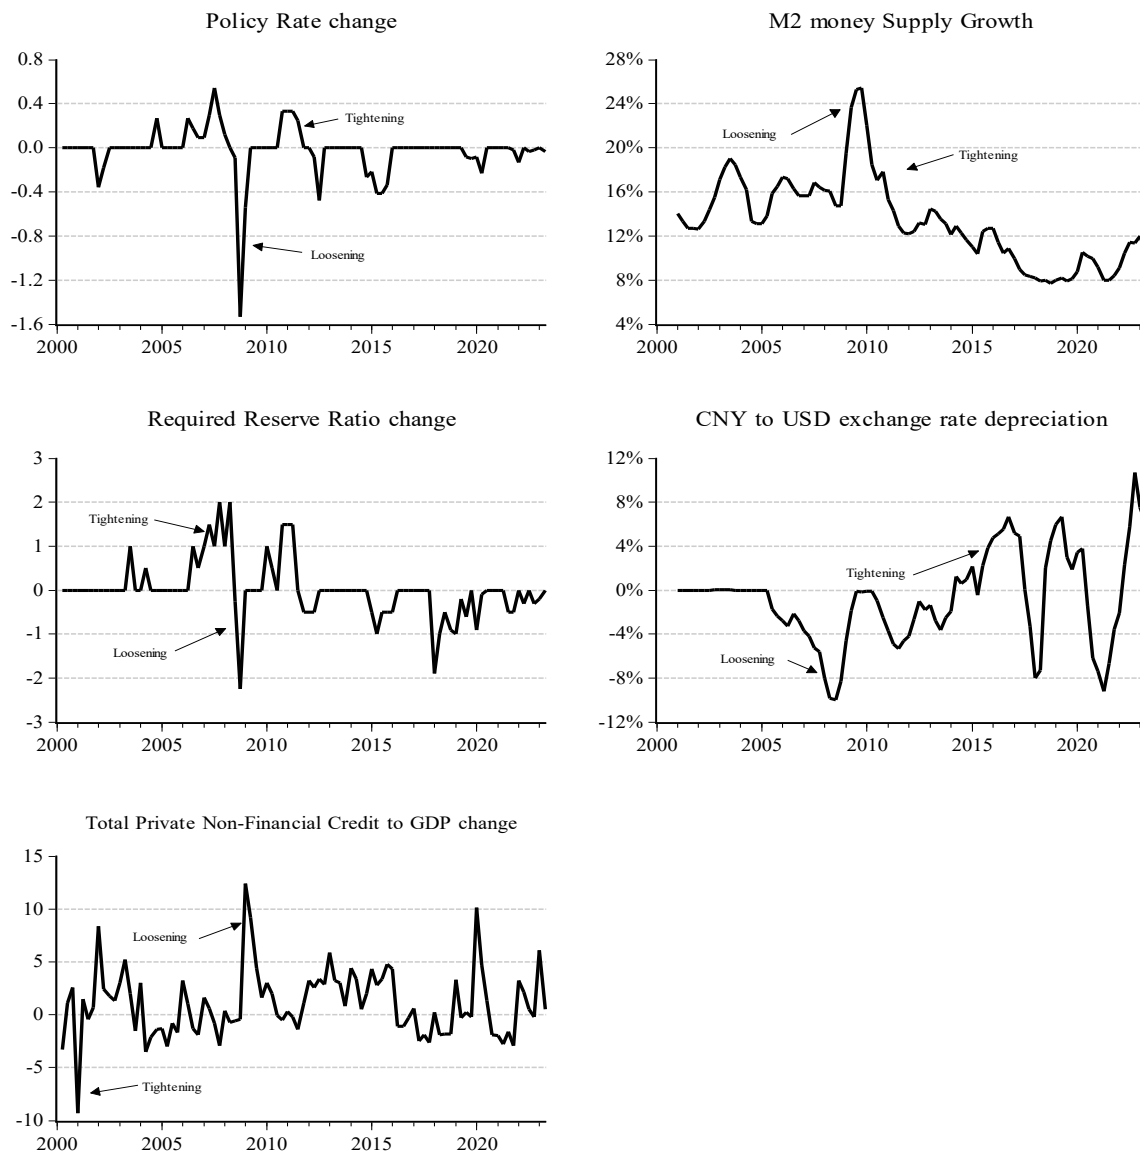 Policy Rate change
0.8
0.4
0.0
-0.4
-0.8
-1.2
-1.6
Tightening
Loosening
2000 2005 2010 2015 2020
M2 money Supply Growth
28%
24%
20%
16%
12%
8%
4%
Loosening
Tightening
2000 2005 2010 2015 2020
Required Reserve Ratio change
3
2
1
0
-1
-2
-3
Tightening
Loosening
2000 2005 2010 2015 2020
CNY to USD exchange rate depreciation
12%
8%
4%
0%
-4%
-8%
-12%
Tightening
Loosening
2000 2005 2010 2015 2020
Total Private Non-Financial Credit to GDP change
15
10
5
0
-5
-10
Loosening
Tightening
2000 2005 2010 2015 2020